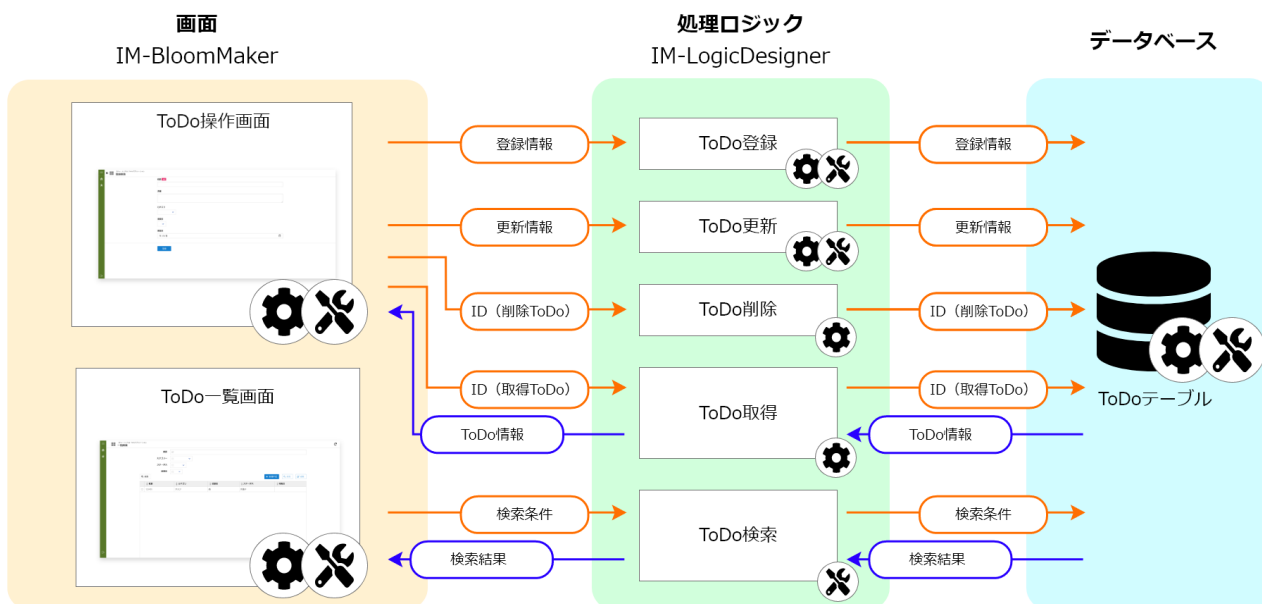 画面
IM-BloomMaker
処理ロジック
IM-LogicDesigner
データベース
ToDo操作画面
登録情報
ToDo登録
登録情報
更新情報
ToDo更新
更新情報
ID（削除ToDo）
ToDo削除
ID（削除ToDo）
ID（取得ToDo）
ToDo取得
ID（取得ToDo）
ToDo情報
ToDo情報
ToDoテーブル
ToDo一覧画面
検索条件
ToDo検索
検索条件
検索結果
検索結果